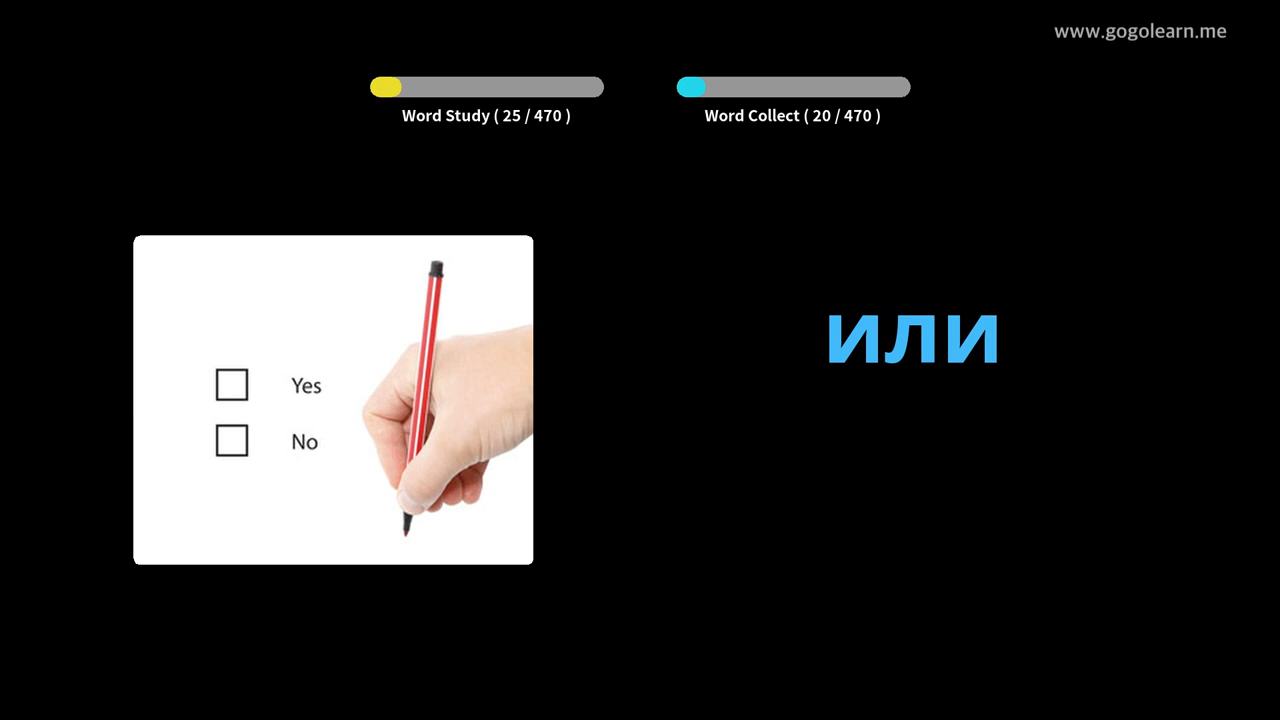 www.gogolearn.me
Word Study ( 25 / 470 )
Word Collect ( 20 / 470 )
или
Yes
No